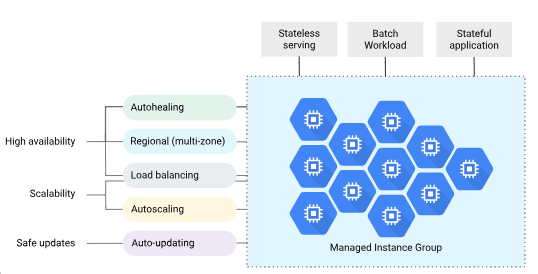 Stateless
serving
Batch
Workload
Stateful
application
Autohealing
High availability
Regional (multi-zone)
Load balancing
Scalability
Autoscaling
Safe updates
Auto-updating
Managed Instance Group